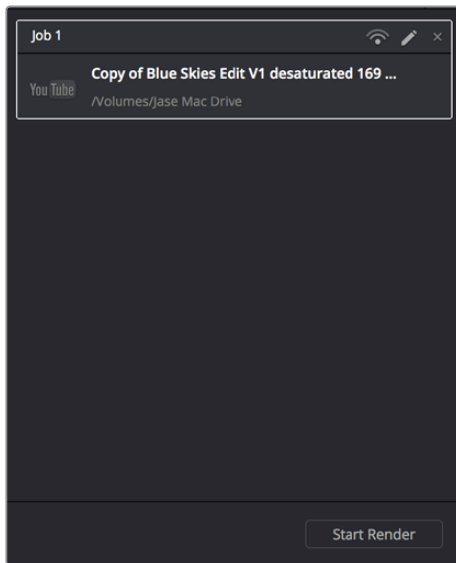 Job 1
Copy of Blue Skies Edit V1 desaturated 169 ...
You Tube
/Volumes/Jase Mac Drive
Start Render